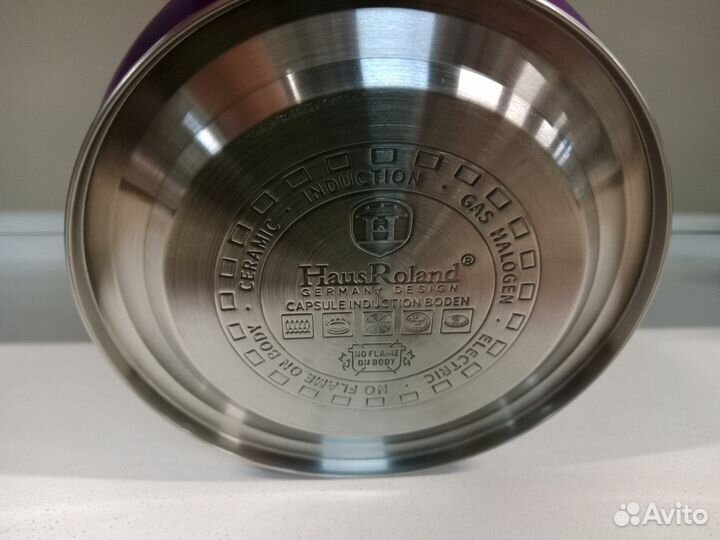 CERAMIC · INDUCTION · GAS HALOGEN · ELECTRIC · NO FLAME ON BODY ·
H
HausRoland®
GERMANY DESIGN
CAPSULE INDUCTION BODEN
NO FLAME
ON BODY
Avito